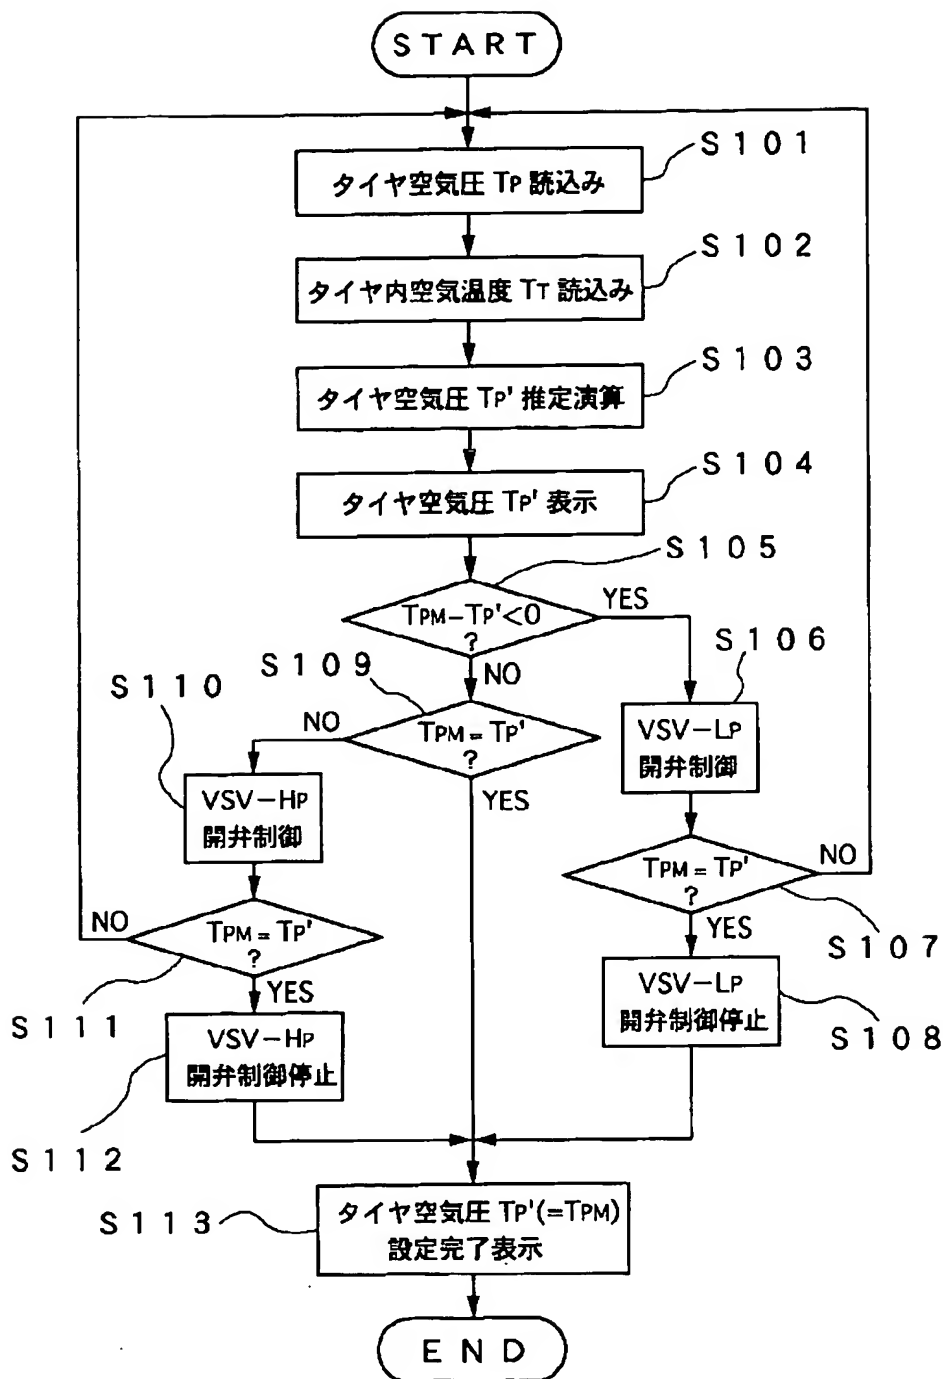 START
S101
タイヤ空気圧 TP 読込み
S102
タイヤ内空気温度 TT 読込み
S103
タイヤ空気圧 TP' 推定演算
S104
タイヤ空気圧 TP' 表示
S105
TPM-TP'<0
?
YES
NO
S106
VSV-LP
開弁制御
S109
TPM=TP'
?
NO
YES
S110
VSV-HP
開弁制御
TPM=TP'
?
NO
YES
S107
TPM=TP'
?
NO
YES
S111
VSV-LP
開弁制御停止
S108
VSV-HP
開弁制御停止
S112
S113
タイヤ空気圧 TP'(=TPM)
設定完了表示
END